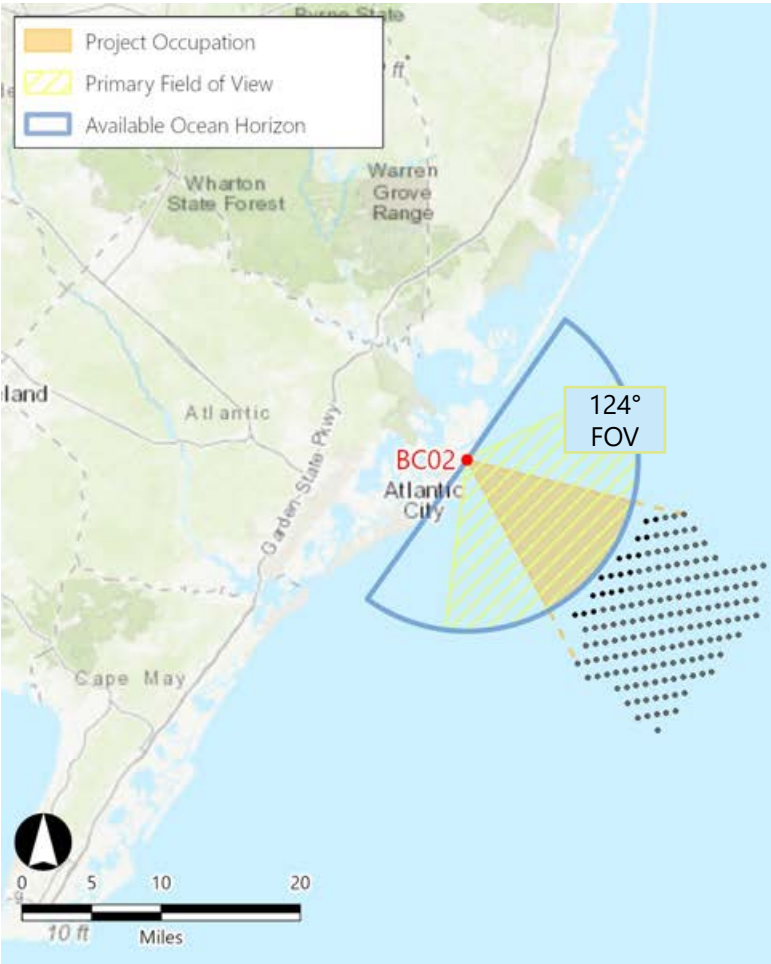 Project Occupation
Primary Field of View
Available Ocean Horizon
Wharton
State Forest
Warren
Grove
Range
land
Atlantic
Garden State Pkwy
124°
FOV
BC02
Atlantic
City
Cape May
0 5 10 20
10 ft
Miles